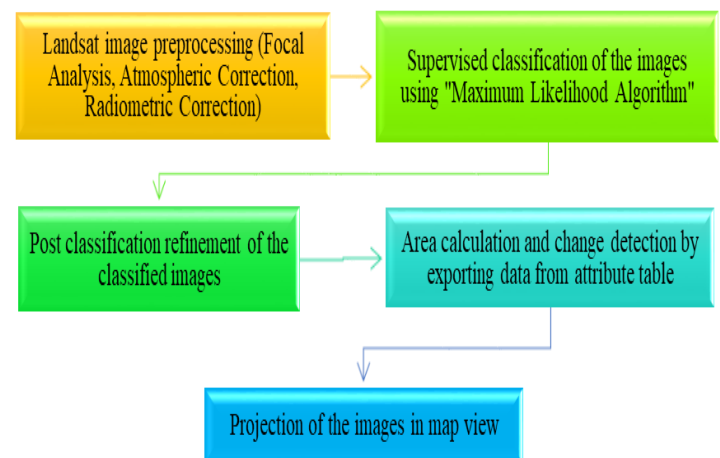 Landsat image preprocessing (Focal
Analysis, Atmospheric Correction,
Radiometric Correction)
Supervised classification of the images
using "Maximum Likelihood Algorithm"
Post classification refinement of the
classified images
Area calculation and change detection by
exporting data from attribute table
Projection of the images in map view